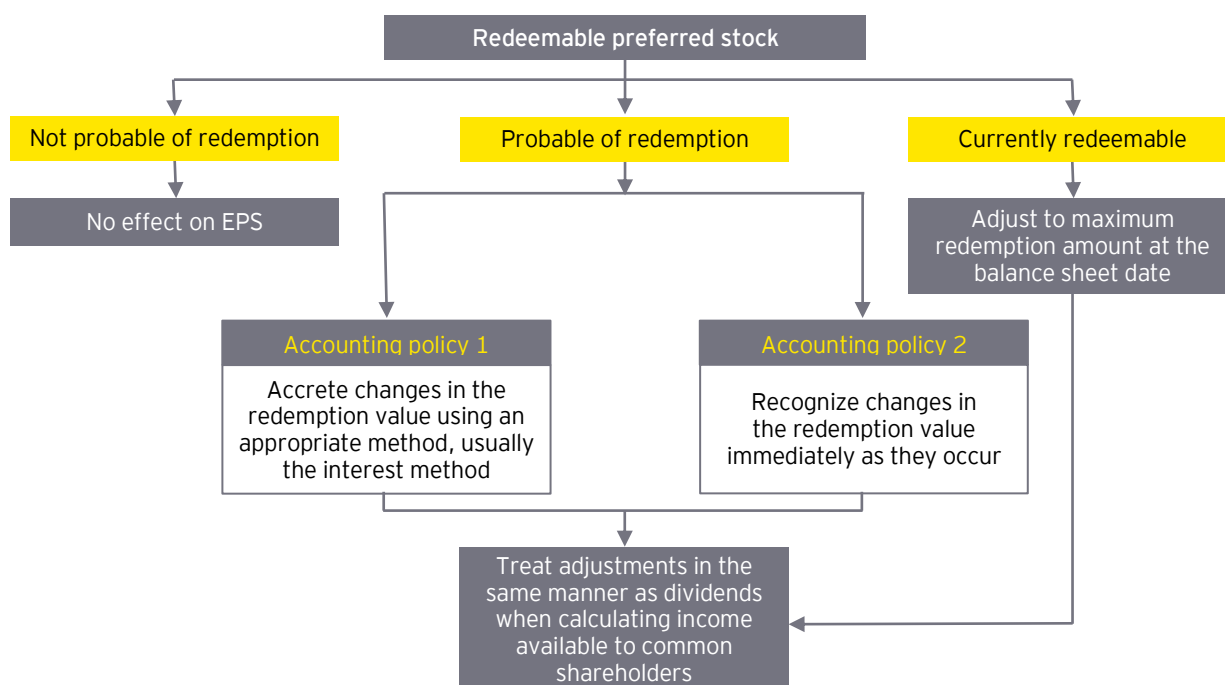 Redeemable preferred stock
Not probable of redemption
Probable of redemption
Currently redeemable
No effect on EPS
Adjust to maximum
redemption amount at the
balance sheet date
Accounting policy 1
Accrete changes in the
redemption value using an
appropriate method, usually
the interest method
Accounting policy 2
Recognize changes in
the redemption value
immediately as they occur
Treat adjustments in the
same manner as dividends
when calculating income
available to common
shareholders